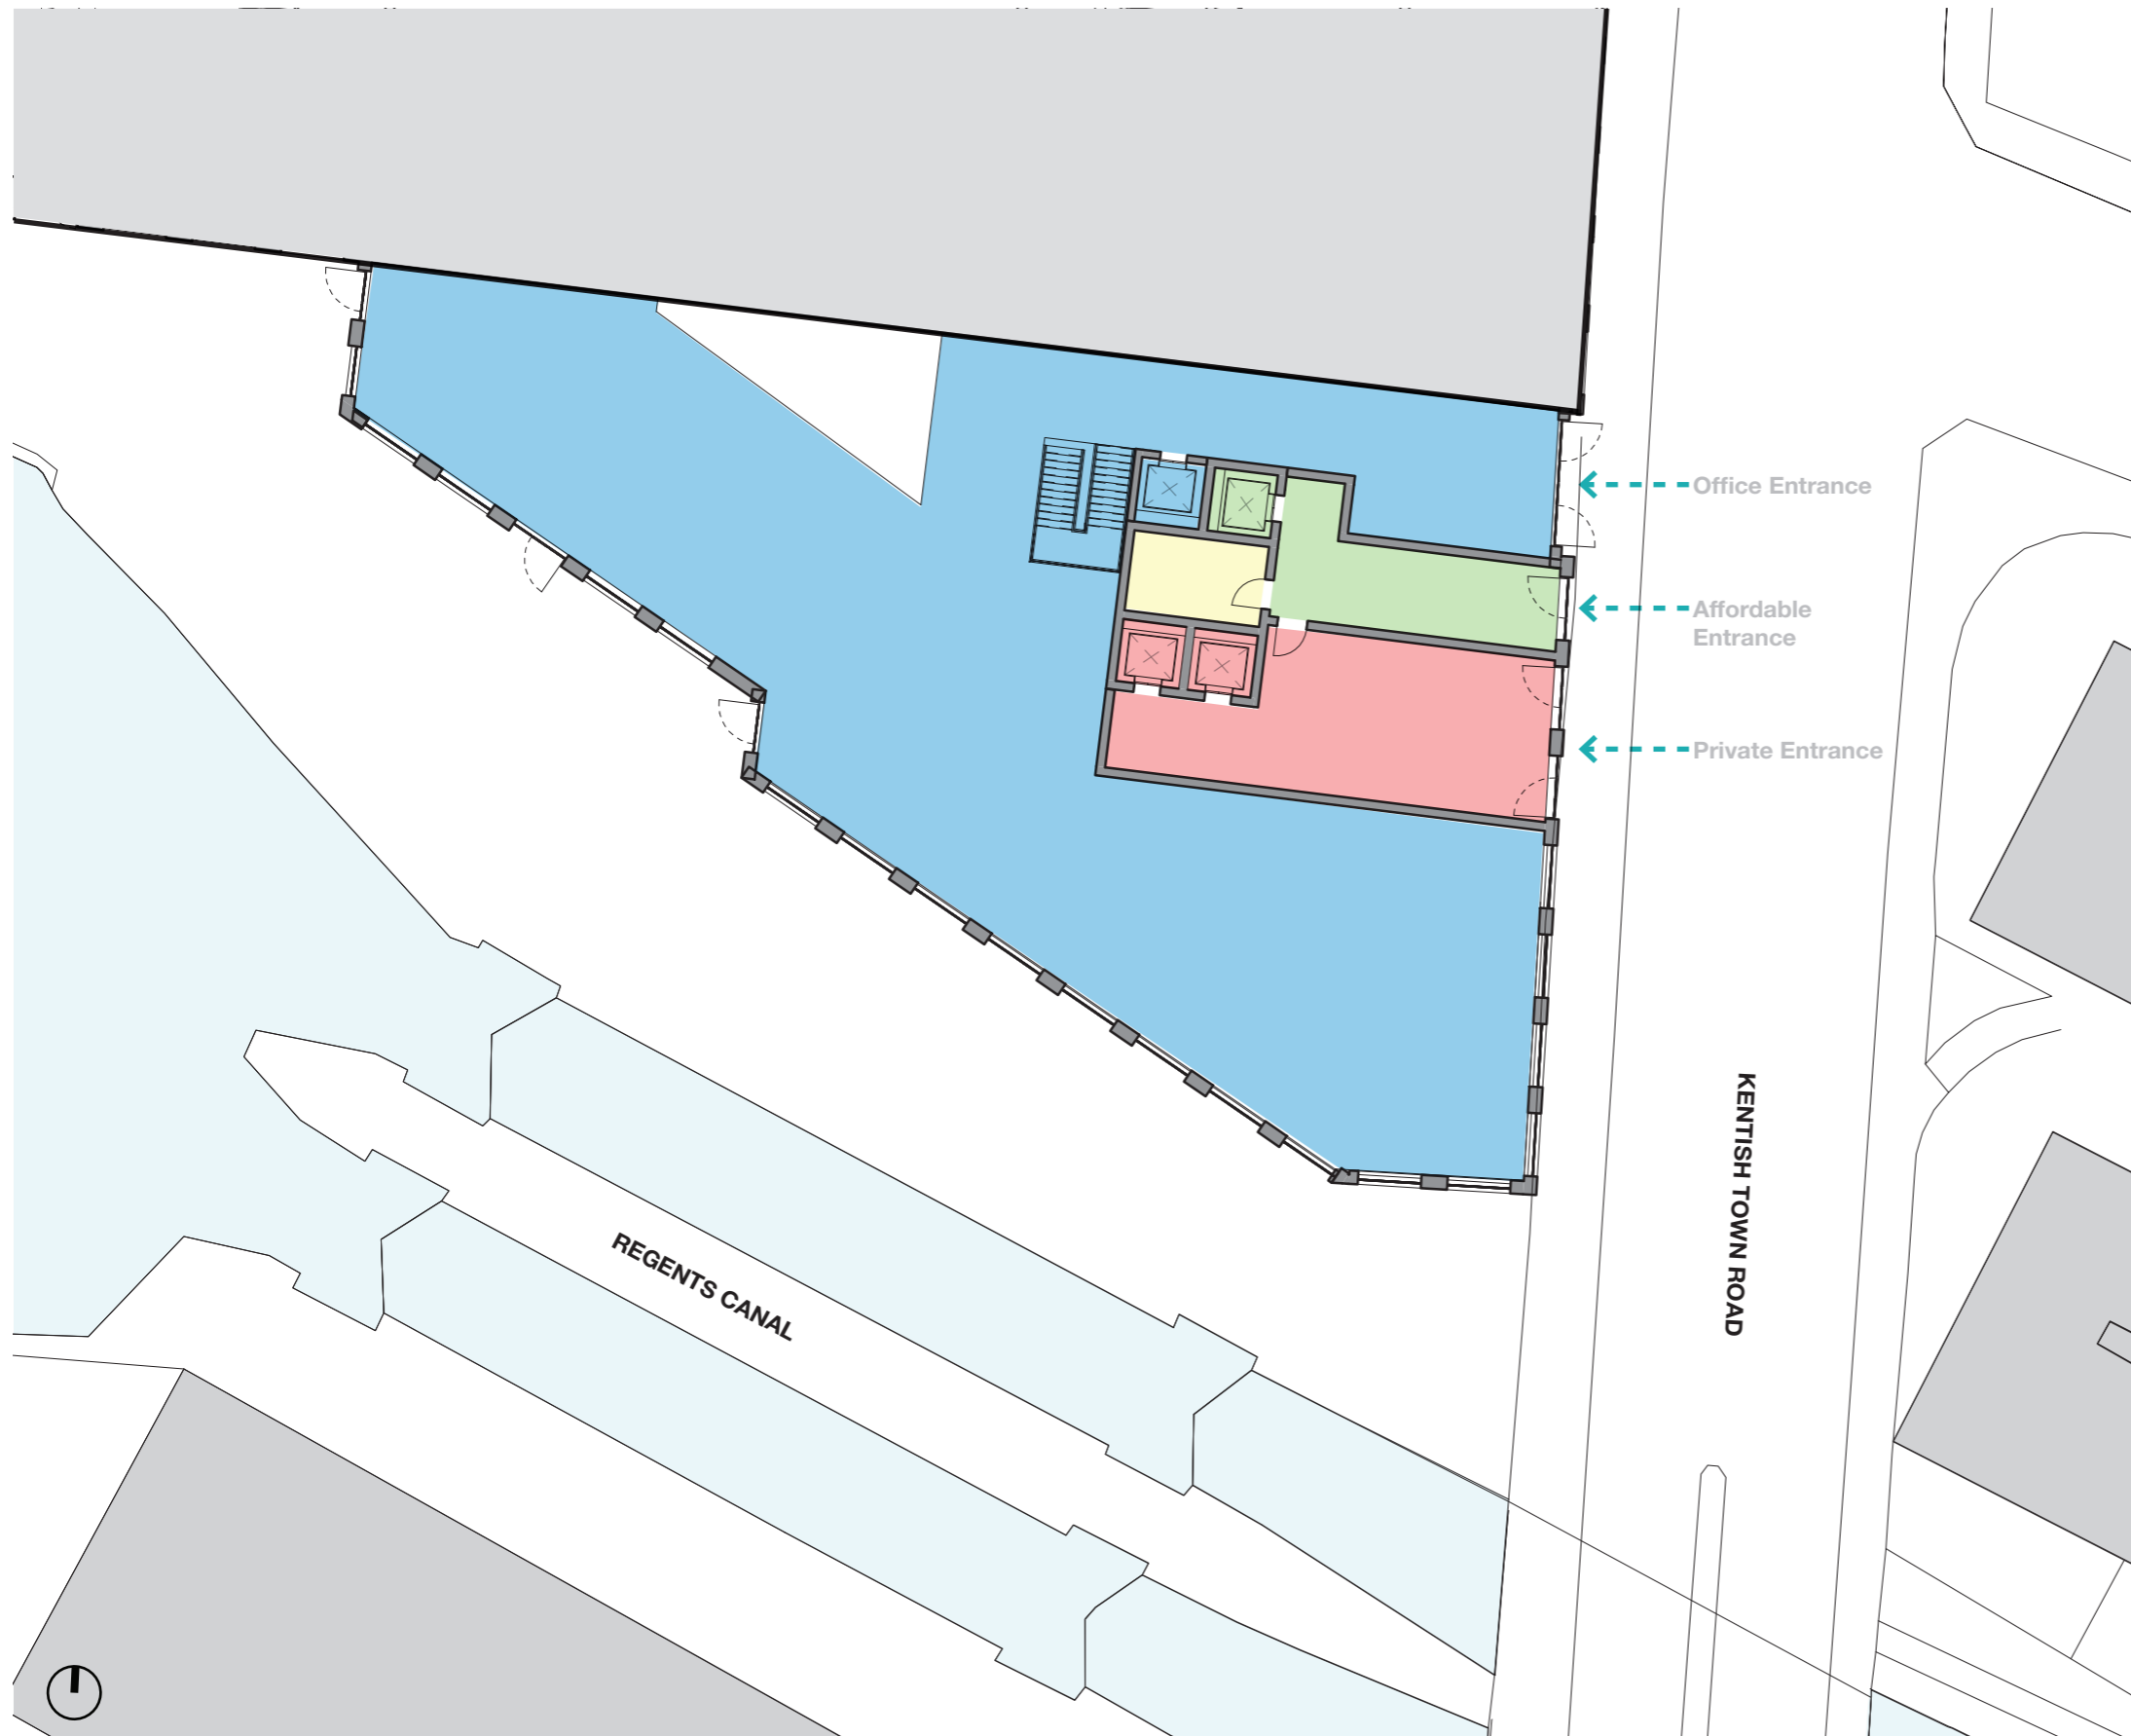 Office Entrance
Affordable
Entrance
Private Entrance
KENTISH TOWN ROAD
REGENTS CANAL